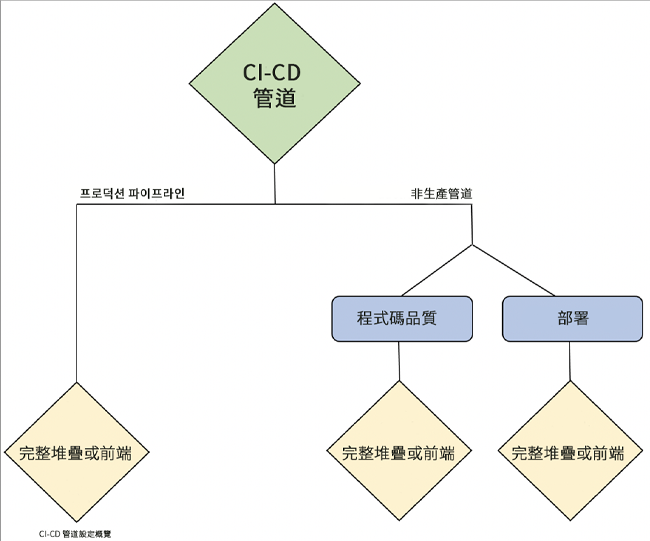 CI-CD
管道
프로덕션 파이프라인
非生產管道
程式碼品質
部署
完整堆疊或前端
完整堆疊或前端
完整堆疊或前端
CI-CD 管道設定概覽